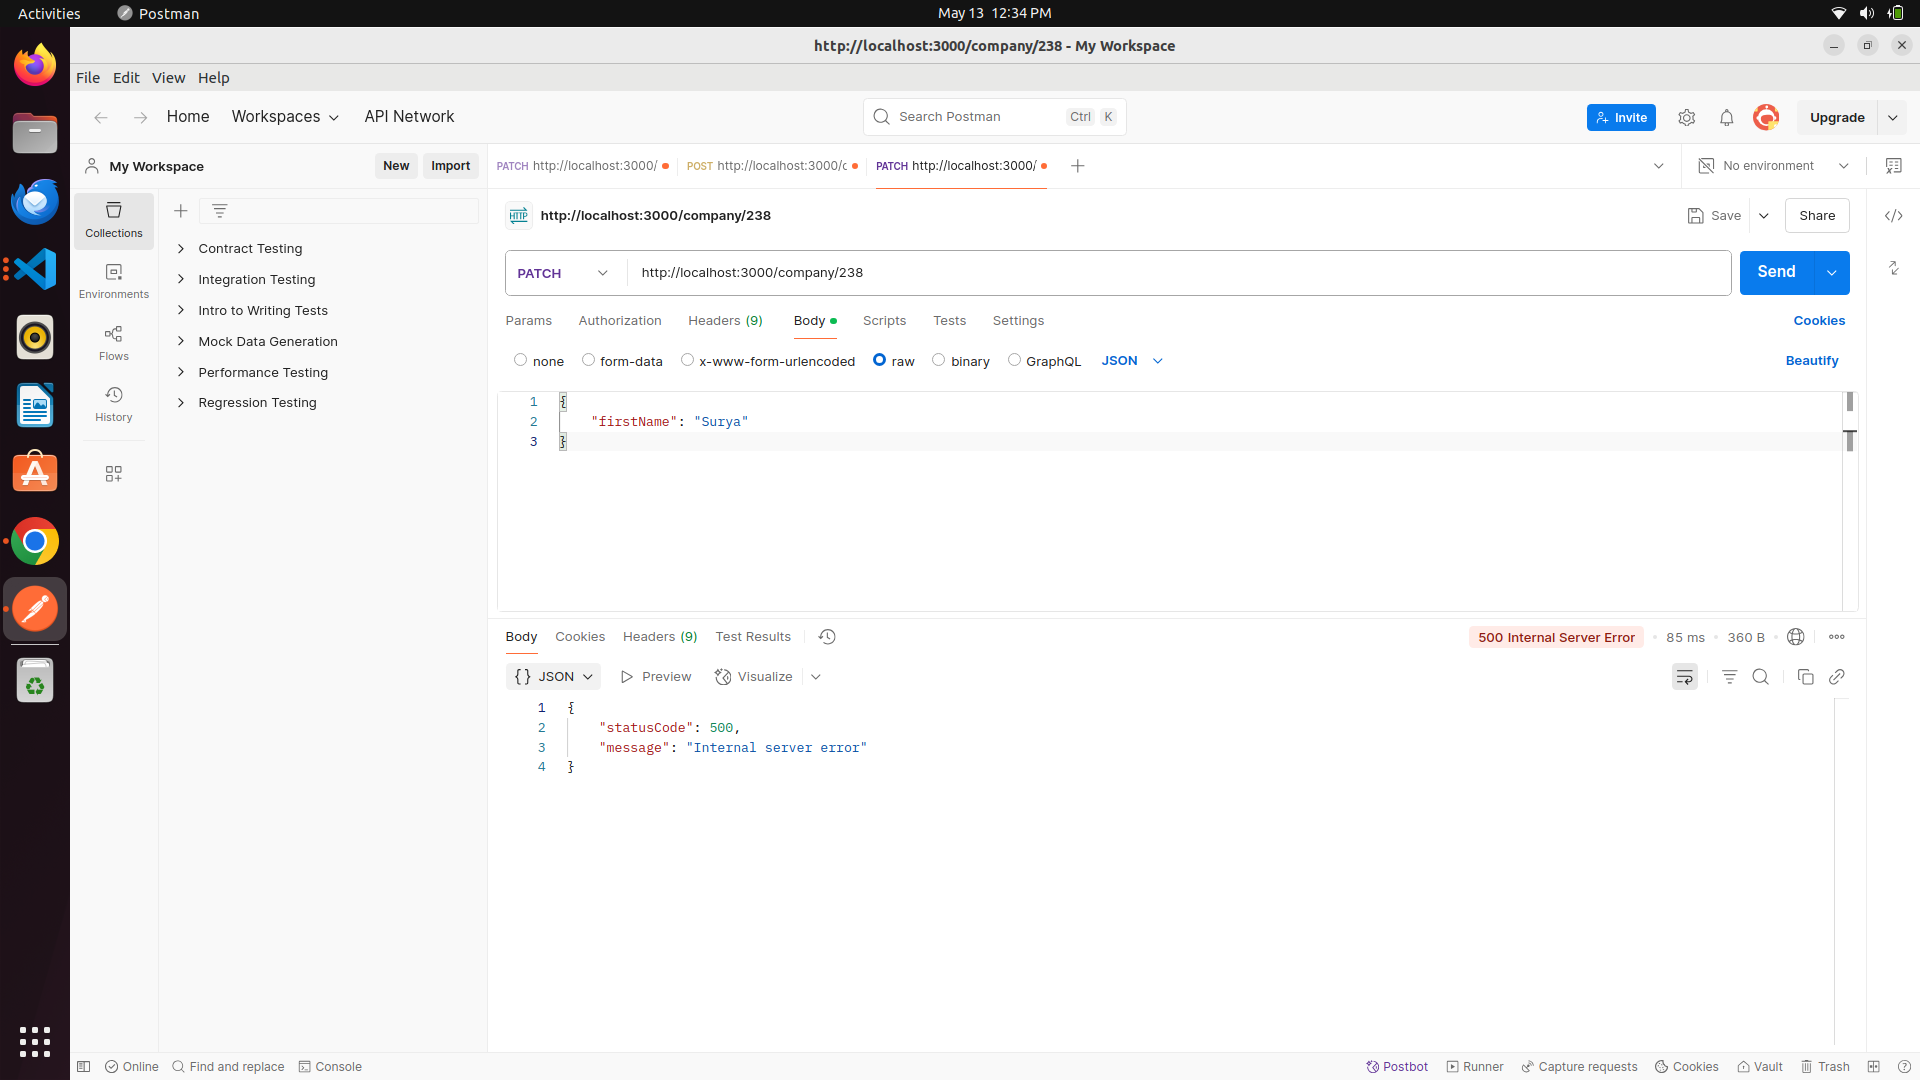 Activities Postman May 13 12:34 PM
http://localhost:3000/company/238 - My Workspace
File Edit View Help
Home Workspaces API Network Search Postman Ctrl K Invite Upgrade
My Workspace New Import PATCH http://localhost:3000/ POST http://localhost:3000/c PATCH http://localhost:3000/ No environment
Collections
Environments
Flows
History
Contract Testing
Integration Testing
Intro to Writing Tests
Mock Data Generation
Performance Testing
Regression Testing
HTTP http://localhost:3000/company/238 Save Share
PATCH http://localhost:3000/company/238 Send
Params Authorization Headers (9) Body Scripts Tests Settings Cookies
none form-data x-www-form-urlencoded raw binary GraphQL JSON Beautify
1 {
2 "firstName": "Surya"
3 }
Body Cookies Headers (9) Test Results 500 Internal Server Error 85 ms 360 B
{ } JSON Preview Visualize
1 {
2 "statusCode": 500,
3 "message": "Internal server error"
4 }
Online Find and replace Console Postbot Runner Capture requests Cookies Vault Trash